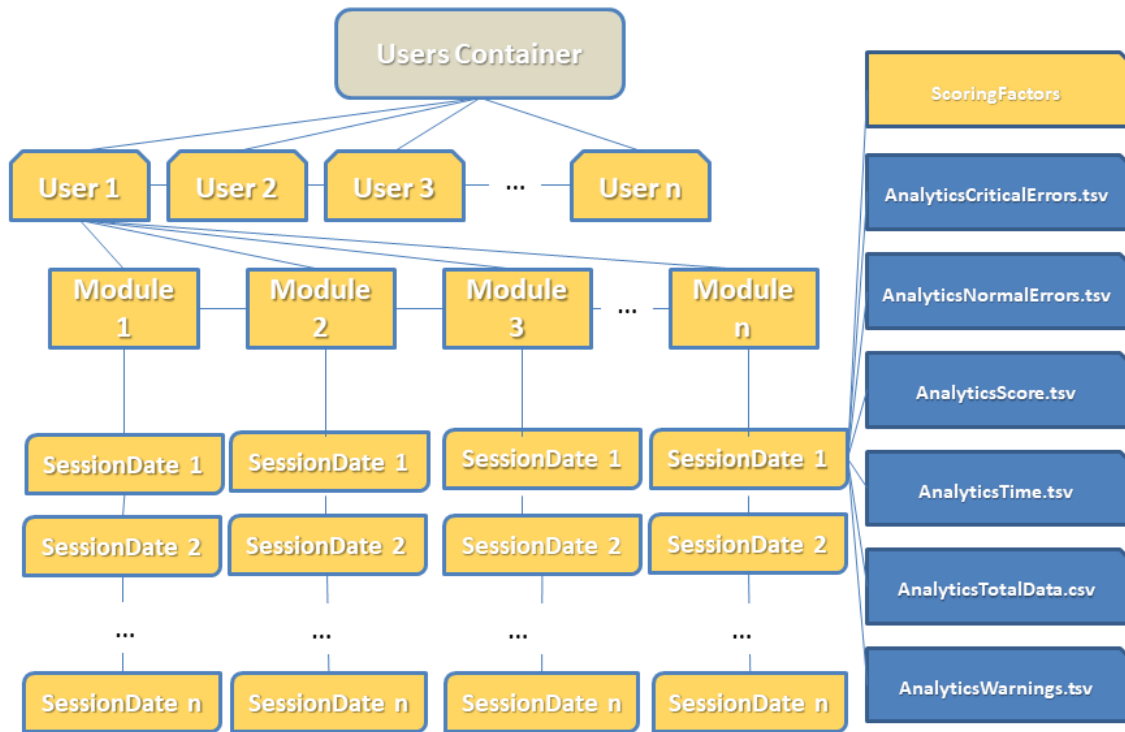 Users Container
User 1
User 2
User 3
...
User n
Module
1
Module
2
Module
3
...
Module
n
SessionDate 1
SessionDate 1
SessionDate 1
SessionDate 1
SessionDate 2
SessionDate 2
SessionDate 2
SessionDate 2
...
...
...
...
SessionDate n
SessionDate n
SessionDate n
SessionDate n
ScoringFactors
AnalyticsCriticalErrors.tsv
AnalyticsNormalErrors.tsv
AnalyticsScore.tsv
AnalyticsTime.tsv
AnalyticsTotalData.csv
AnalyticsWarnings.tsv